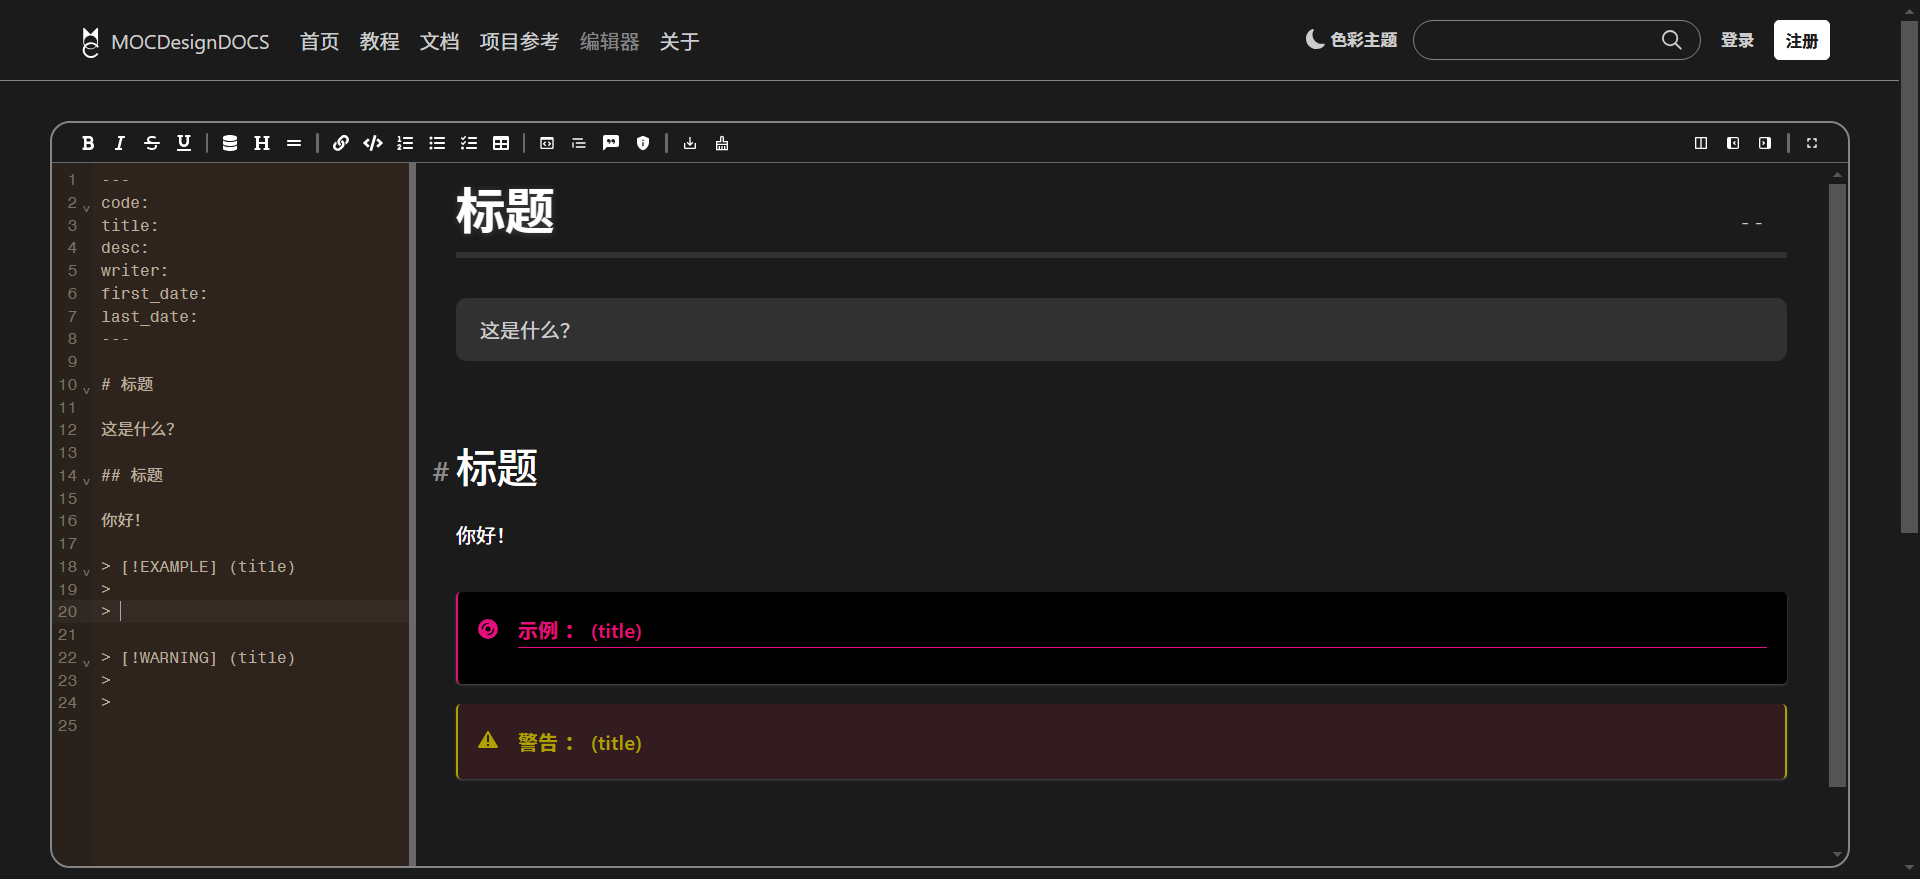 MOCDesignDOCS 首页 教程 文档 项目参考 编辑器 关于 色彩主题 登录 注册
1 ---
2 code:
3 title:
4 desc:
5 writer:
6 first_date:
7 last_date:
8 ---
9
10 # 标题
11
12 这是什么？
13
14 ## 标题
15
16 你好！
17
18 > [!EXAMPLE] (title)
19 >
20 >
21
22 > [!WARNING] (title)
23 >
24 >
25
标题
- -
这是什么？
# 标题
你好！
示例： (title)
警告： (title)